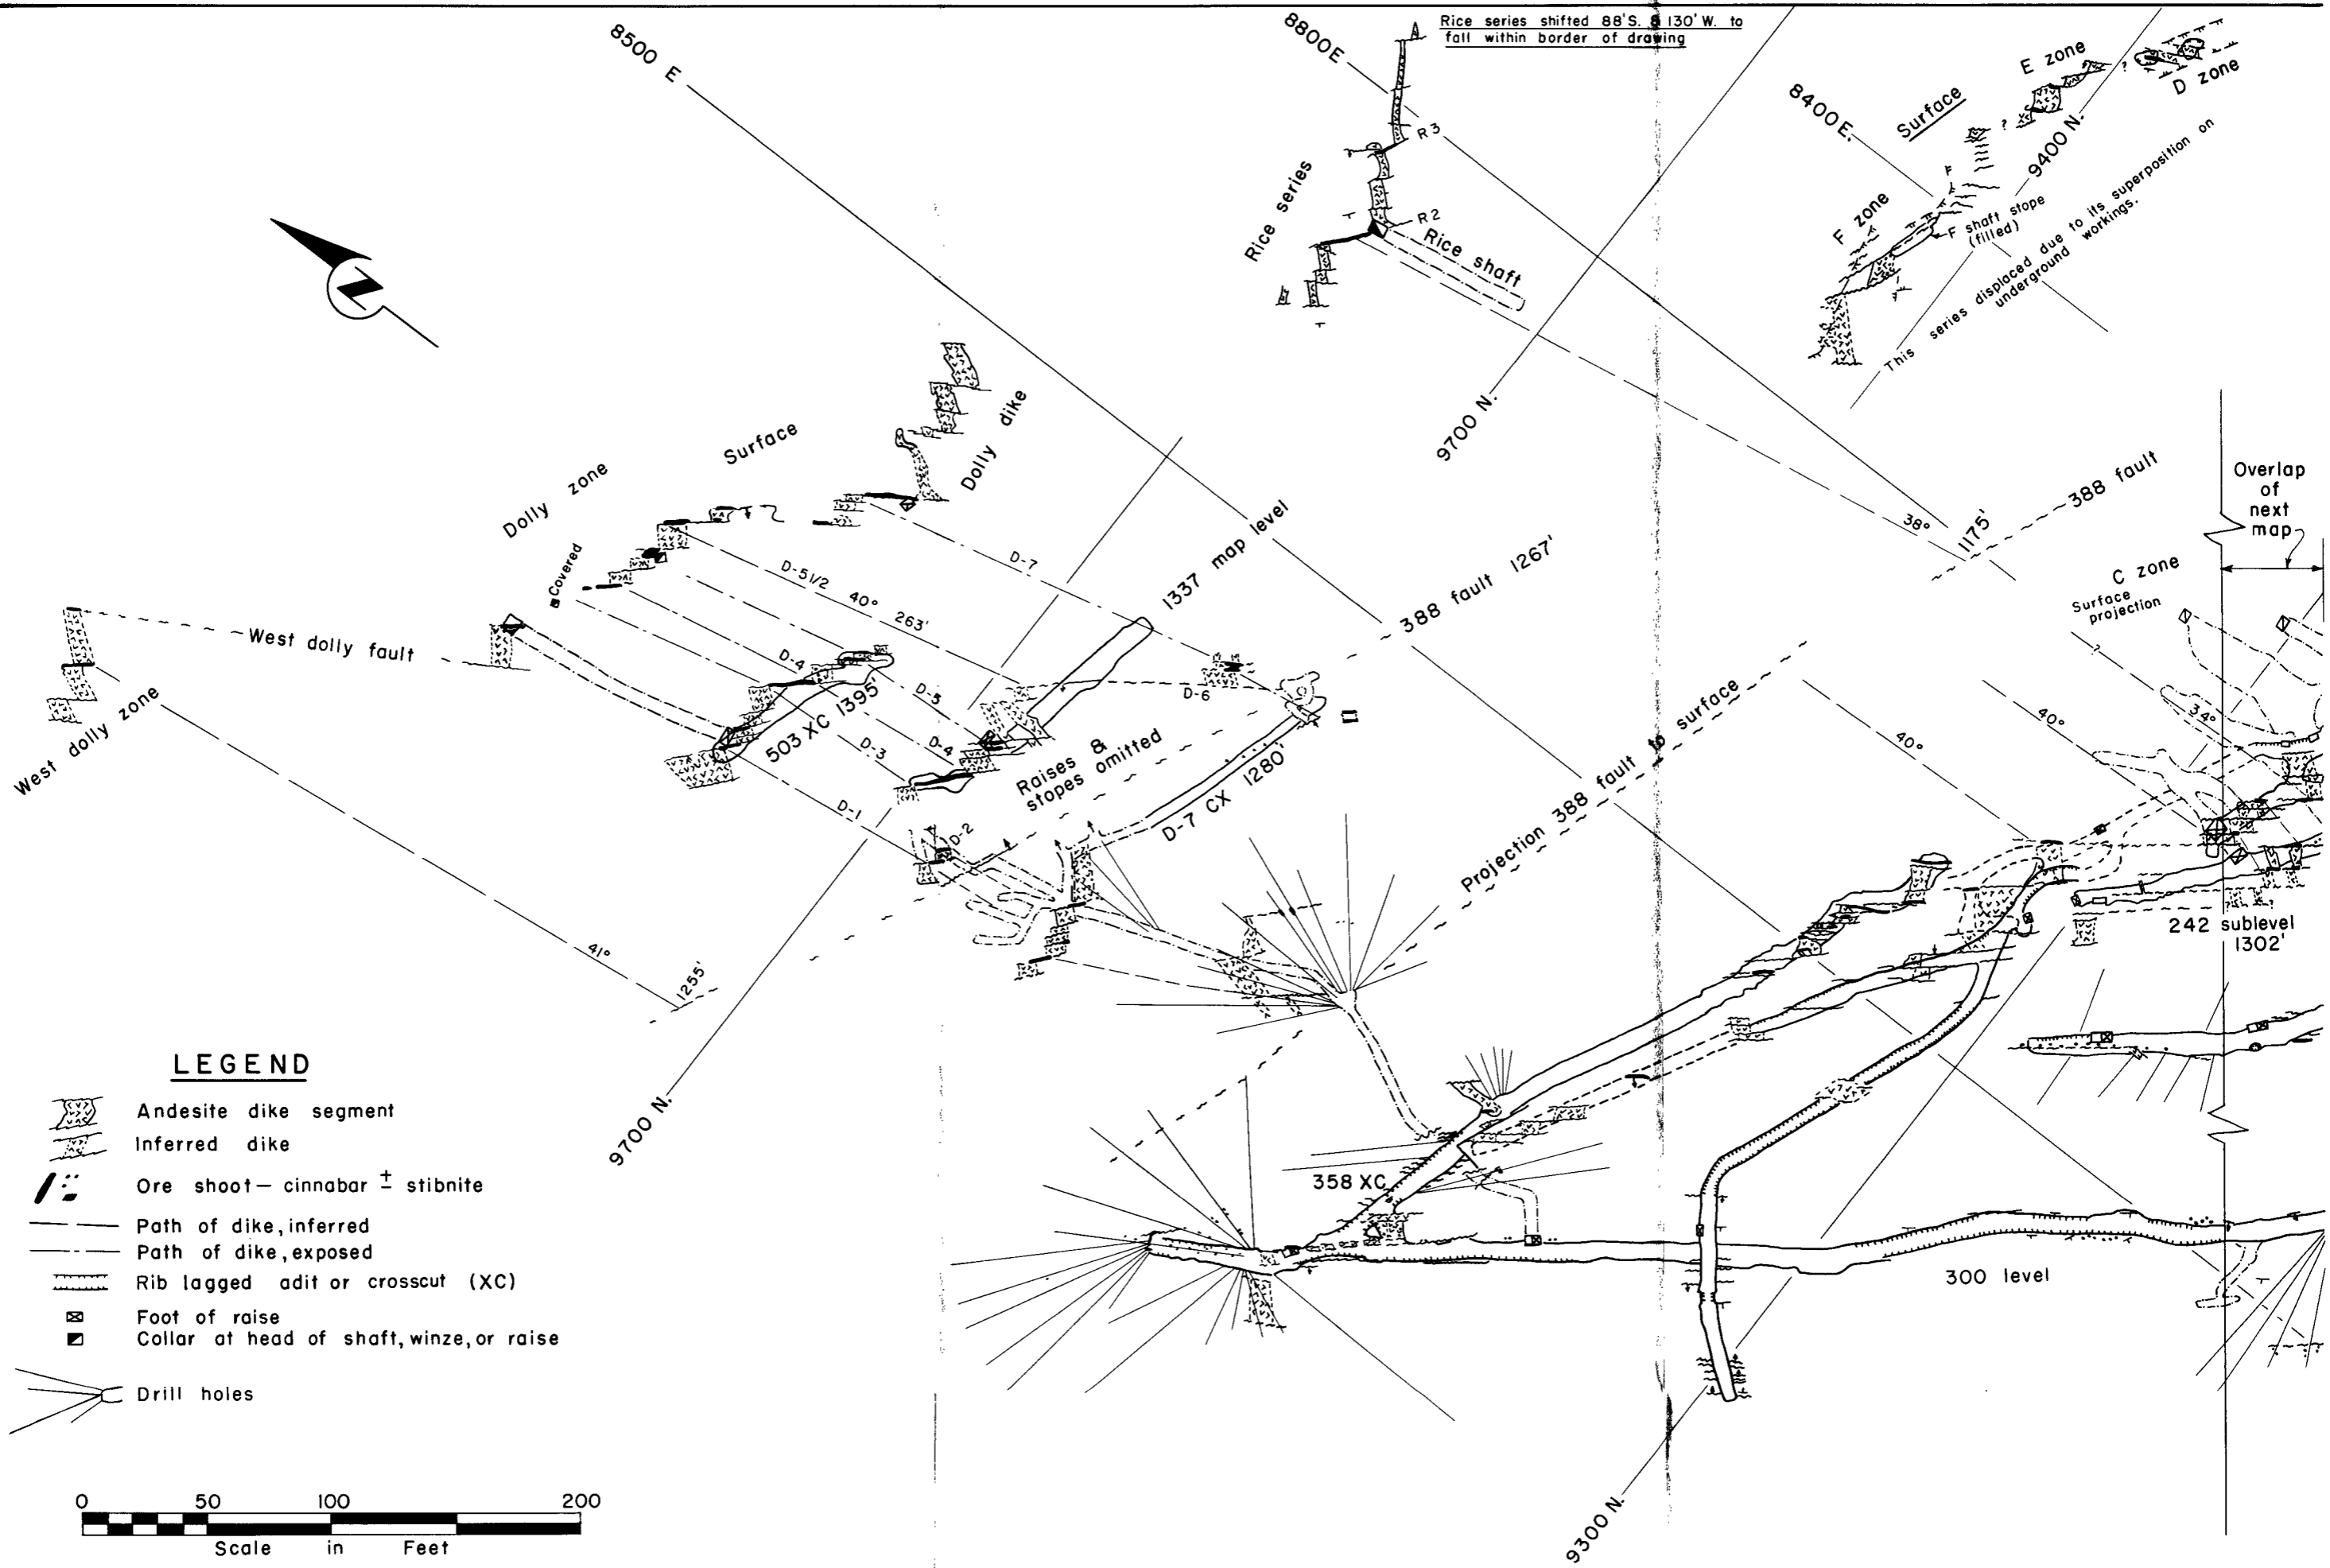 Rice series shifted 88'S. & 130' W. to
fall within border of drawing
8500 E
8800E
8400E.
Surface
E zone
D zone
9400 N.
F zone
F shaft stope
(filled)
This series displaced due to its superposition on
underground workings.
A
R 3
R 2
Rice series
Rice shaft
9700 N.
N
Surface
Dolly zone
Dolly dike
Covered
West dolly fault
West dolly zone
D-7
D-5 1/2
40° 263'
D-4
D-5
D-4
D-3
D-1
D-2
D-6
503 XC 1395'
1337 map level
388 fault 1267'
Raises &
stopes omitted
D-7 CX 1280'
Projection 388 fault to surface
38°
1175'
388 fault
Overlap
of
next
map
C zone
Surface
projection
?
34°
40°
40°
242 sublevel
1302'
41°
1255'
9700 N.
358 XC
300 level
9300 N.
LEGEND
Andesite dike segment
Inferred dike
Ore shoot — cinnabar ± stibnite
Path of dike, inferred
Path of dike, exposed
Rib lagged adit or crosscut (XC)
Foot of raise
Collar at head of shaft, winze, or raise
Drill holes
0 50 100 200
Scale in Feet